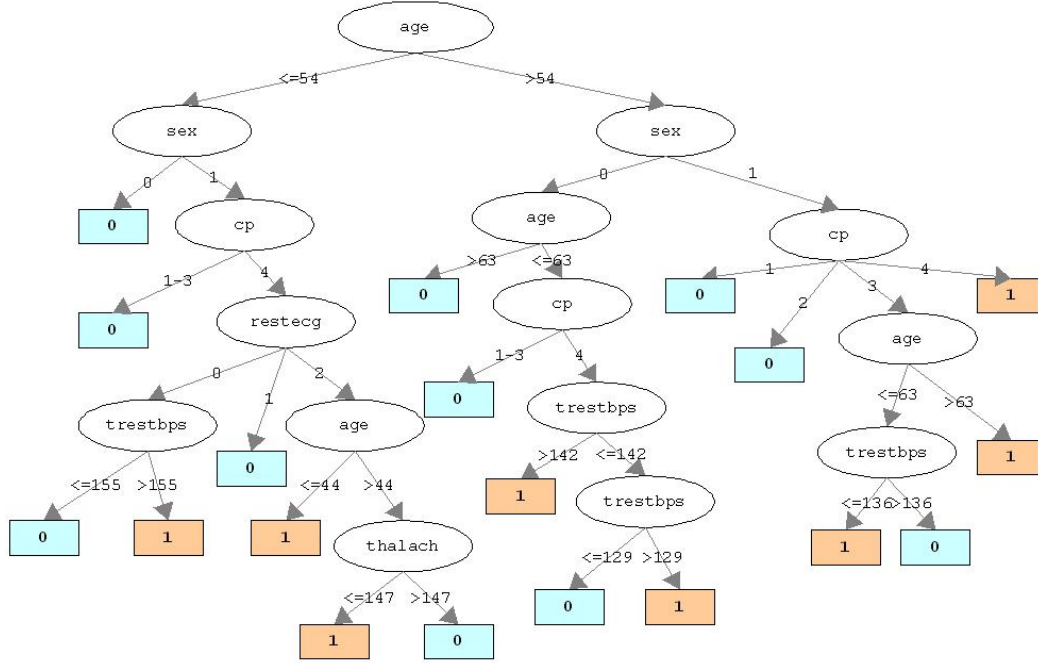 age
<=54 >54
sex sex
0 1 0 1
0 cp age cp
1-3 4 >63 <=63 1 2 3 4
0 restecg 0 cp 0 0 age 1
0 1 2 1-3 4 <=63 >63
trestbps 0 age 0 trestbps trestbps 1
<=155 >155 <=44 >44 >142 <=142 <=136 >136
0 1 1 thalach 1 trestbps 1 0
<=147 >147 <=129 >129
1 0 0 1